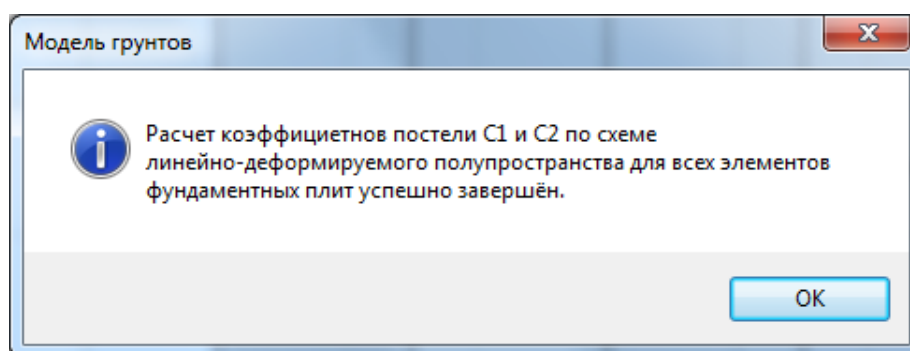 Модель грунтов
Расчет коэффициетнов постели С1 и С2 по схеме
линейно-деформируемого полупространства для всех элементов
фундаментных плит успешно завершён.
ОК